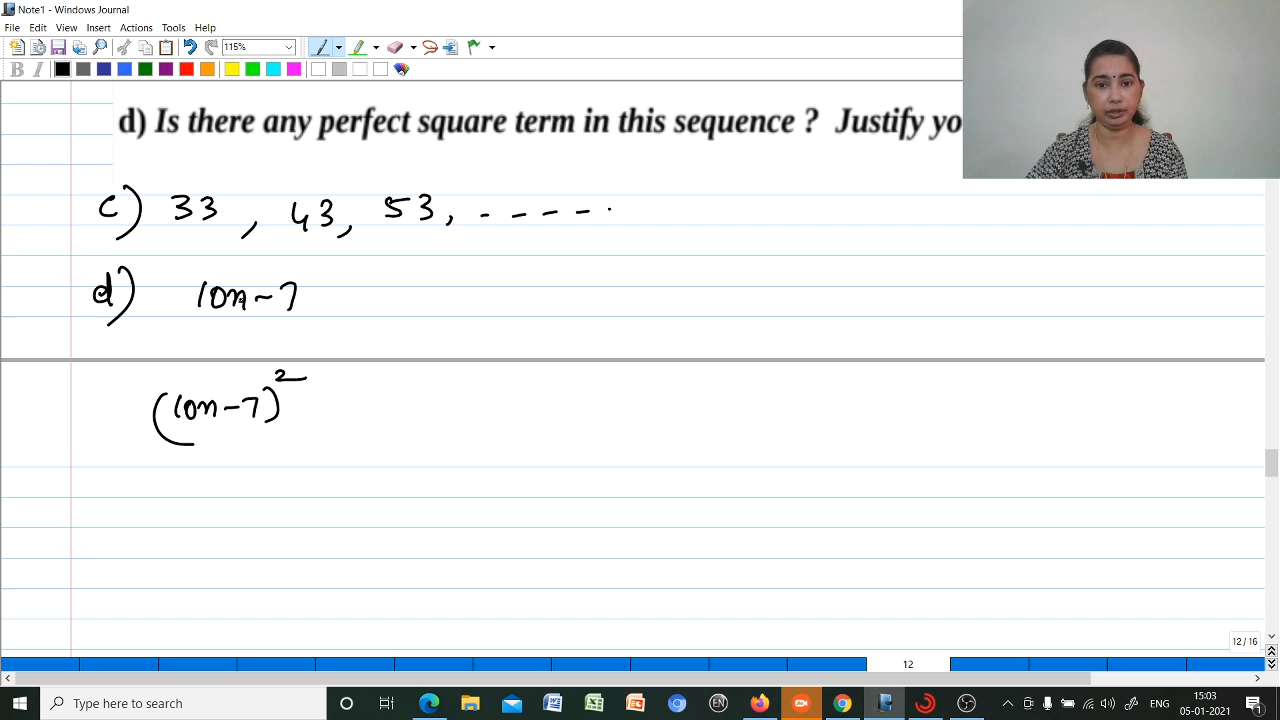 Note1 - Windows Journal
File Edit View Insert Actions Tools Help
115%
B I
d) Is there any perfect square term in this sequence ? Justify yo
c) 33 , 43, 53, - - - - .
d) 10n - 7
(10n - 7)²
12 / 16
12
Type here to search
EN
ENG
15:03
05-01-2021